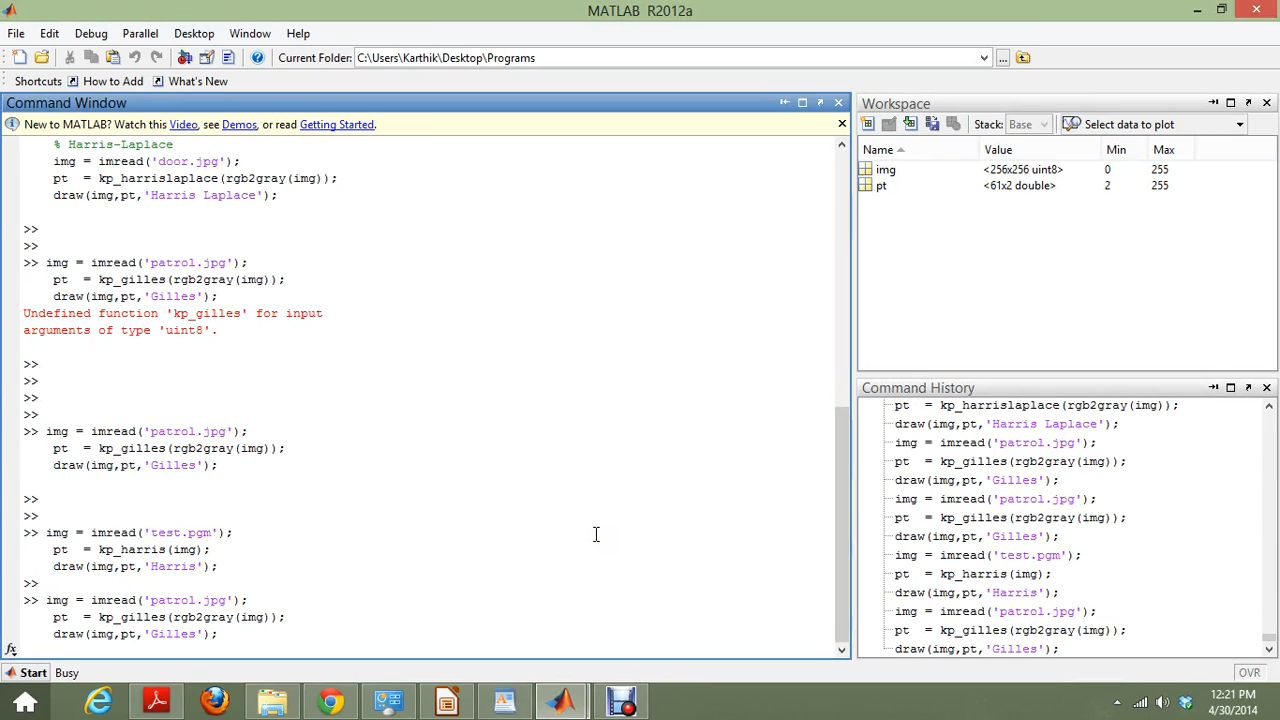 MATLAB R2012a
File Edit Debug Parallel Desktop Window Help
Current Folder: C:\Users\Karthik\Desktop\Programs ...
Shortcuts How to Add What's New
Command Window
New to MATLAB? Watch this Video, see Demos, or read Getting Started.
% Harris-Laplace
img = imread('door.jpg');
pt = kp_harrislaplace(rgb2gray(img));
draw(img,pt,'Harris Laplace');
>>
>>
>> img = imread('patrol.jpg');
pt = kp_gilles(rgb2gray(img));
draw(img,pt,'Gilles');
Undefined function 'kp_gilles' for input
arguments of type 'uint8'.
>>
>>
>>
>>
>> img = imread('patrol.jpg');
pt = kp_gilles(rgb2gray(img));
draw(img,pt,'Gilles');
>>
>>
>> img = imread('test.pgm');
pt = kp_harris(img);
draw(img,pt,'Harris');
>>
>> img = imread('patrol.jpg');
pt = kp_gilles(rgb2gray(img));
draw(img,pt,'Gilles');
fx
Workspace
Stack: Base Select data to plot
Name Value Min Max
img <256x256 uint8> 0 255
pt <61x2 double> 2 255
Command History
pt = kp_harrislaplace(rgb2gray(img));
draw(img,pt,'Harris Laplace');
img = imread('patrol.jpg');
pt = kp_gilles(rgb2gray(img));
draw(img,pt,'Gilles');
img = imread('patrol.jpg');
pt = kp_gilles(rgb2gray(img));
draw(img,pt,'Gilles');
img = imread('test.pgm');
pt = kp_harris(img);
draw(img,pt,'Harris');
img = imread('patrol.jpg');
pt = kp_gilles(rgb2gray(img));
draw(img,pt,'Gilles');
Start Busy
OVR
12:21 PM
4/30/2014